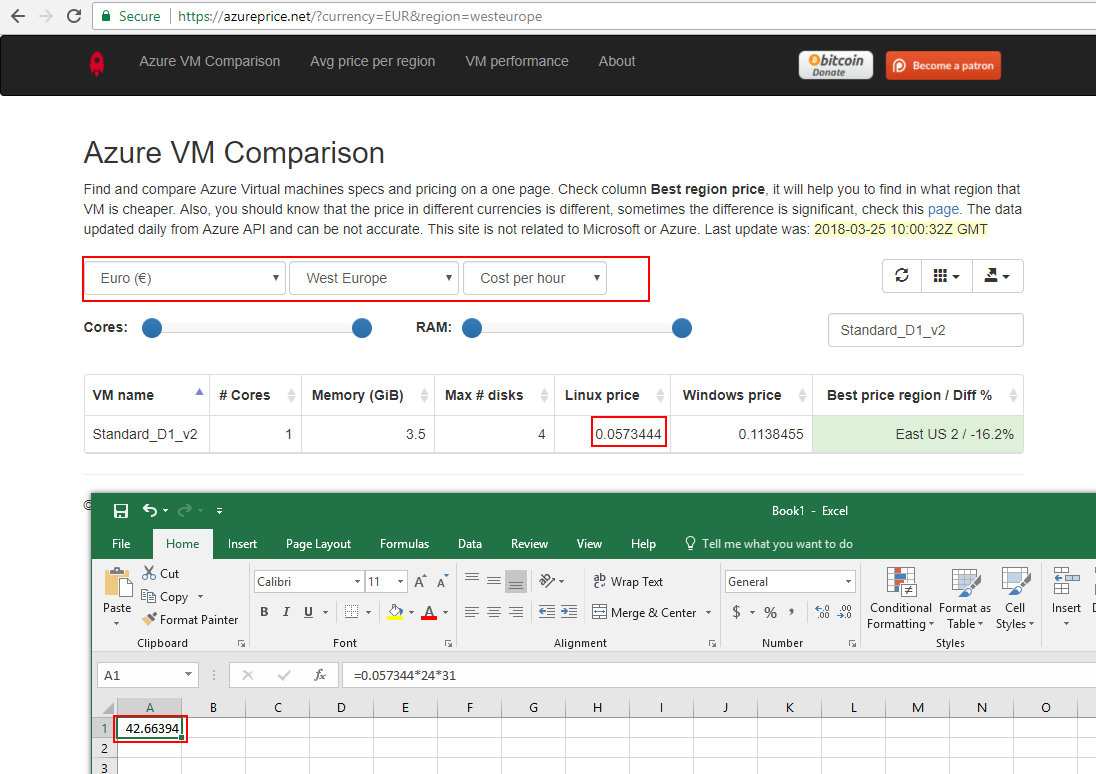 Secure https://azureprice.net/?currency=EUR&region=westeurope
Azure VM Comparison Avg price per region VM performance About bitcoin Donate Become a patron
Azure VM Comparison
Find and compare Azure Virtual machines specs and pricing on a one page. Check column Best region price, it will help you to find in what region that
VM is cheaper. Also, you should know that the price in different currencies is different, sometimes the difference is significant, check this page. The data
updated daily from Azure API and can be not accurate. This site is not related to Microsoft or Azure. Last update was: 2018-03-25 10:00:32Z GMT
Euro (€) West Europe Cost per hour
Cores: RAM: Standard_D1_v2
VM name # Cores Memory (GiB) Max # disks Linux price Windows price Best price region / Diff %
Standard_D1_v2 1 3.5 4 0.0573444 0.1138455 East US 2 / -16.2%
©
Book1 - Excel
File Home Insert Page Layout Formulas Data Review View Help Tell me what you want to do
Paste Cut Copy Format Painter
Calibri 11 A A B I U A
ab c Wrap Text Merge & Center
General $ % , .00 .00
Conditional Formatting Format as Table Cell Styles Insert
Clipboard Font Alignment Number Styles
A1 fx =0.057344*24*31
A B C D E F G H I J K L M N O
1 42.66394
2
3